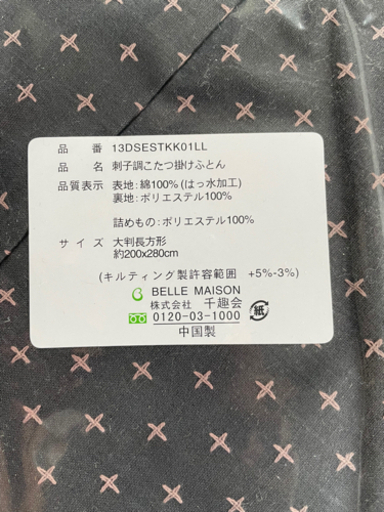 品 番 13DSESTKK01LL
品 名 刺子調こたつ掛けふとん
品質表示 表地：綿100％（はっ水加工）
裏地：ポリエステル100％
詰めもの：ポリエステル100％
サ イ ズ 大判長方形
約200x280cm
(キルティング製許容範囲 +5%-3%)
BELLE MAISON
株式会社 千趣会
0120-03-1000
紙
中国製